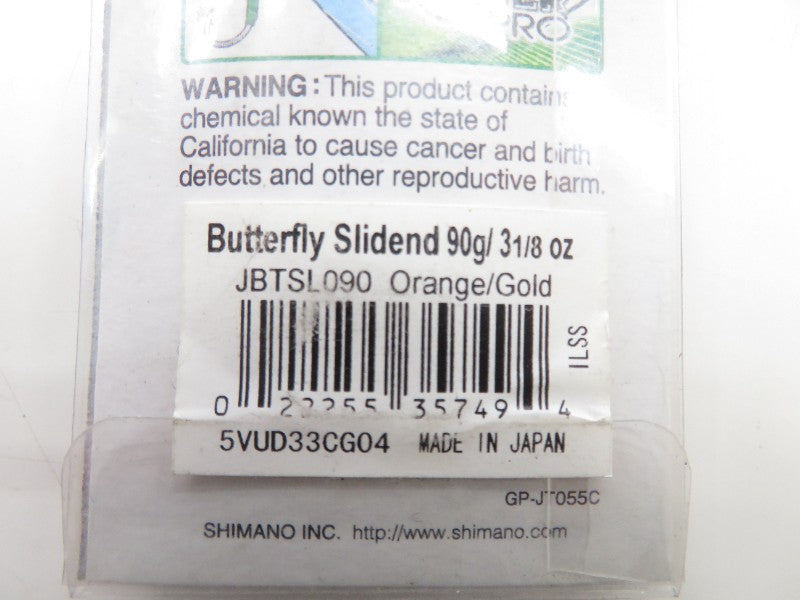 PRO
WARNING: This product contain
chemical known the state of
California to cause cancer and birth
defects and other reproductive harm.
Butterfly Slidend 90g/ 31/8 oz
JBTSL090 Orange/Gold
ILSS
0 22255 35749 4
5VUD33CG04 MADE IN JAPAN
GP-JT055C
SHIMANO INC. http://www.shimano.com